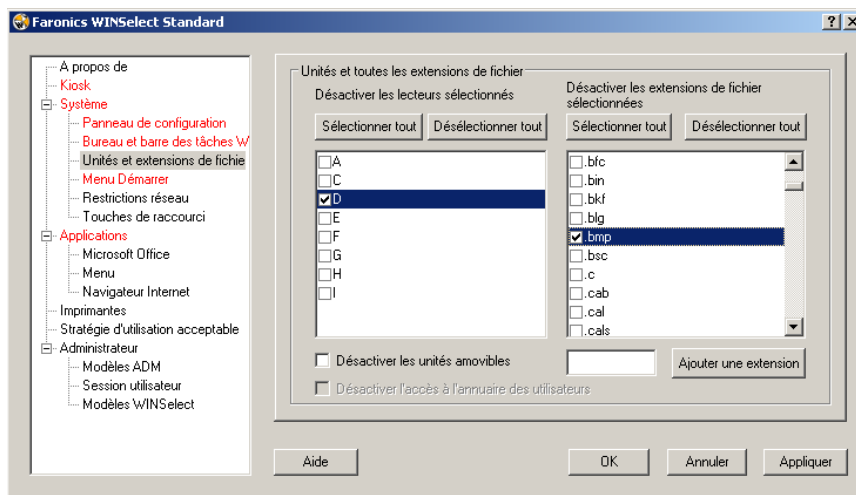 Faronics WINSelect Standard
A propos de
Kiosk
Système
Panneau de configuration
Bureau et barre des tâches W
Unités et extensions de fichie
Menu Démarrer
Restrictions réseau
Touches de raccourci
Applications
Microsoft Office
Menu
Navigateur Internet
Imprimantes
Stratégie d'utilisation acceptable
Administrateur
Modèles ADM
Session utilisateur
Modèles WINSelect
Unités et toutes les extensions de fichier
Désactiver les lecteurs sélectionnés
Sélectionner tout
Désélectionner tout
A
C
D
E
F
G
H
I
Désactiver les unités amovibles
Désactiver l'accès à l'annuaire des utilisateurs
Désactiver les extensions de fichier
sélectionnées
Sélectionner tout
Désélectionner tout
.bfc
.bin
.bkf
.blg
.bmp
.bsc
.c
.cab
.cal
.cals
Ajouter une extension
Aide
OK
Annuler
Appliquer